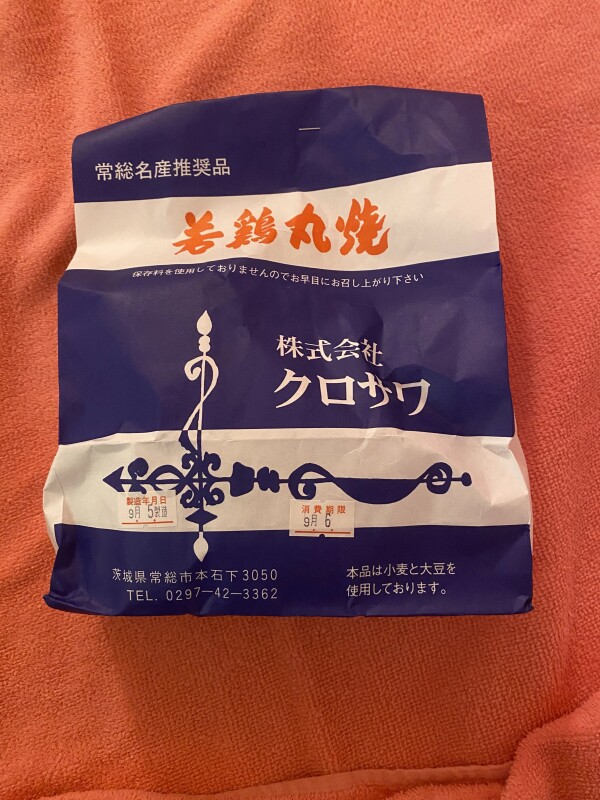 常総名産推奨品
若鶏丸焼
保存料を使用しておりませんのでお早目にお召し上がり下さい
株式会社
クロサワ
製造年月日
9月 5製造
消費期限
9月 6
茨城県常総市本石下3050
TEL. 0297-42-3362
本品は小麦と大豆を
使用しております。